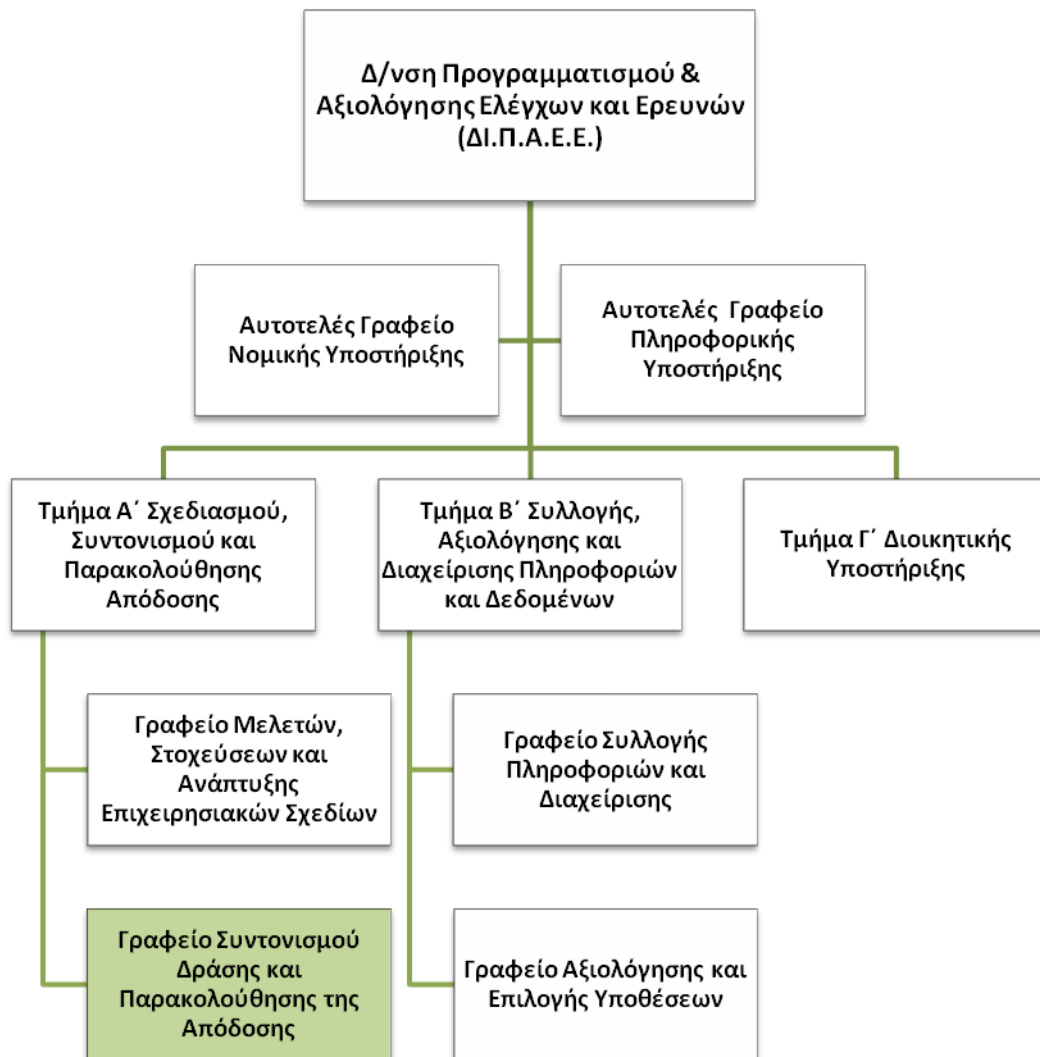 Δ/νση Προγραμματισμού &
Αξιολόγησης Ελέγχων και Ερευνών
(ΔΙ.Π.Α.Ε.Ε.)
Αυτοτελές Γραφείο
Νομικής Υποστήριξης
Αυτοτελές Γραφείο
Πληροφορικής
Υποστήριξης
Τμήμα Α΄ Σχεδιασμού,
Συντονισμού και
Παρακολούθησης
Απόδοσης
Τμήμα Β΄ Συλλογής,
Αξιολόγησης και
Διαχείρισης Πληροφοριών
και Δεδομένων
Τμήμα Γ΄ Διοικητικής
Υποστήριξης
Γραφείο Μελετών,
Στοχεύσεων και
Ανάπτυξης
Επιχειρησιακών Σχεδίων
Γραφείο Συλλογής
Πληροφοριών και
Διαχείρισης
Γραφείο Συντονισμού
Δράσης και
Παρακολούθησης της
Απόδοσης
Γραφείο Αξιολόγησης και
Επιλογής Υποθέσεων